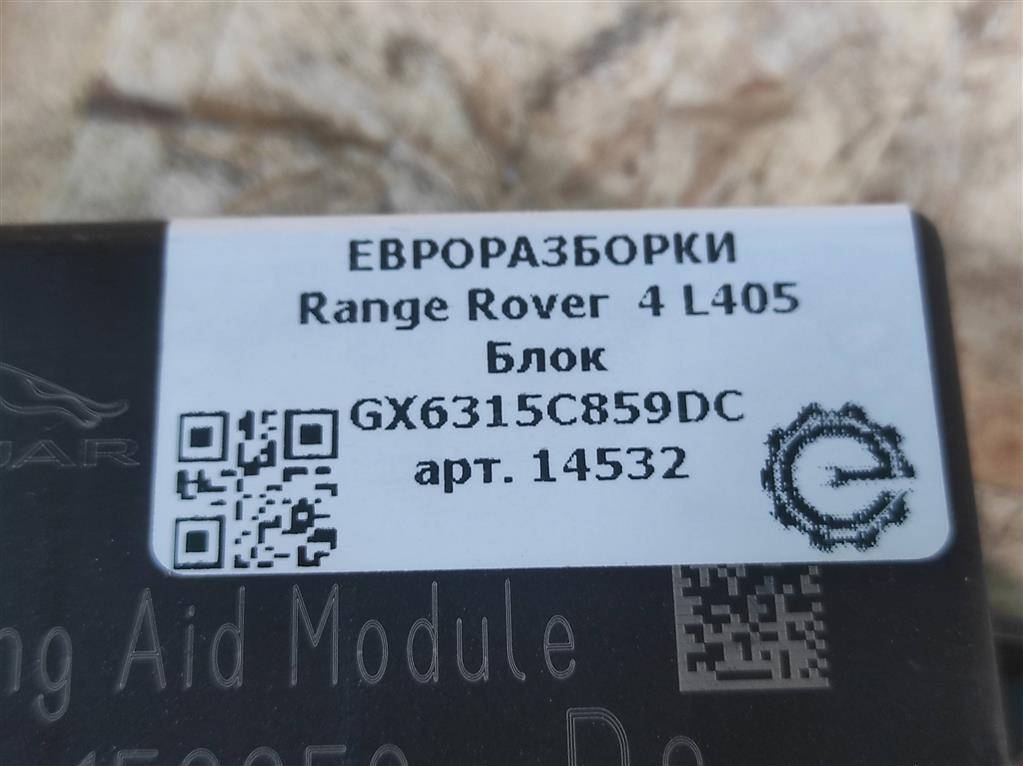 ЕВРОРАЗБОРКИ
Range Rover 4 L405
Блок
GX6315C859DC
арт. 14532
Aid Module